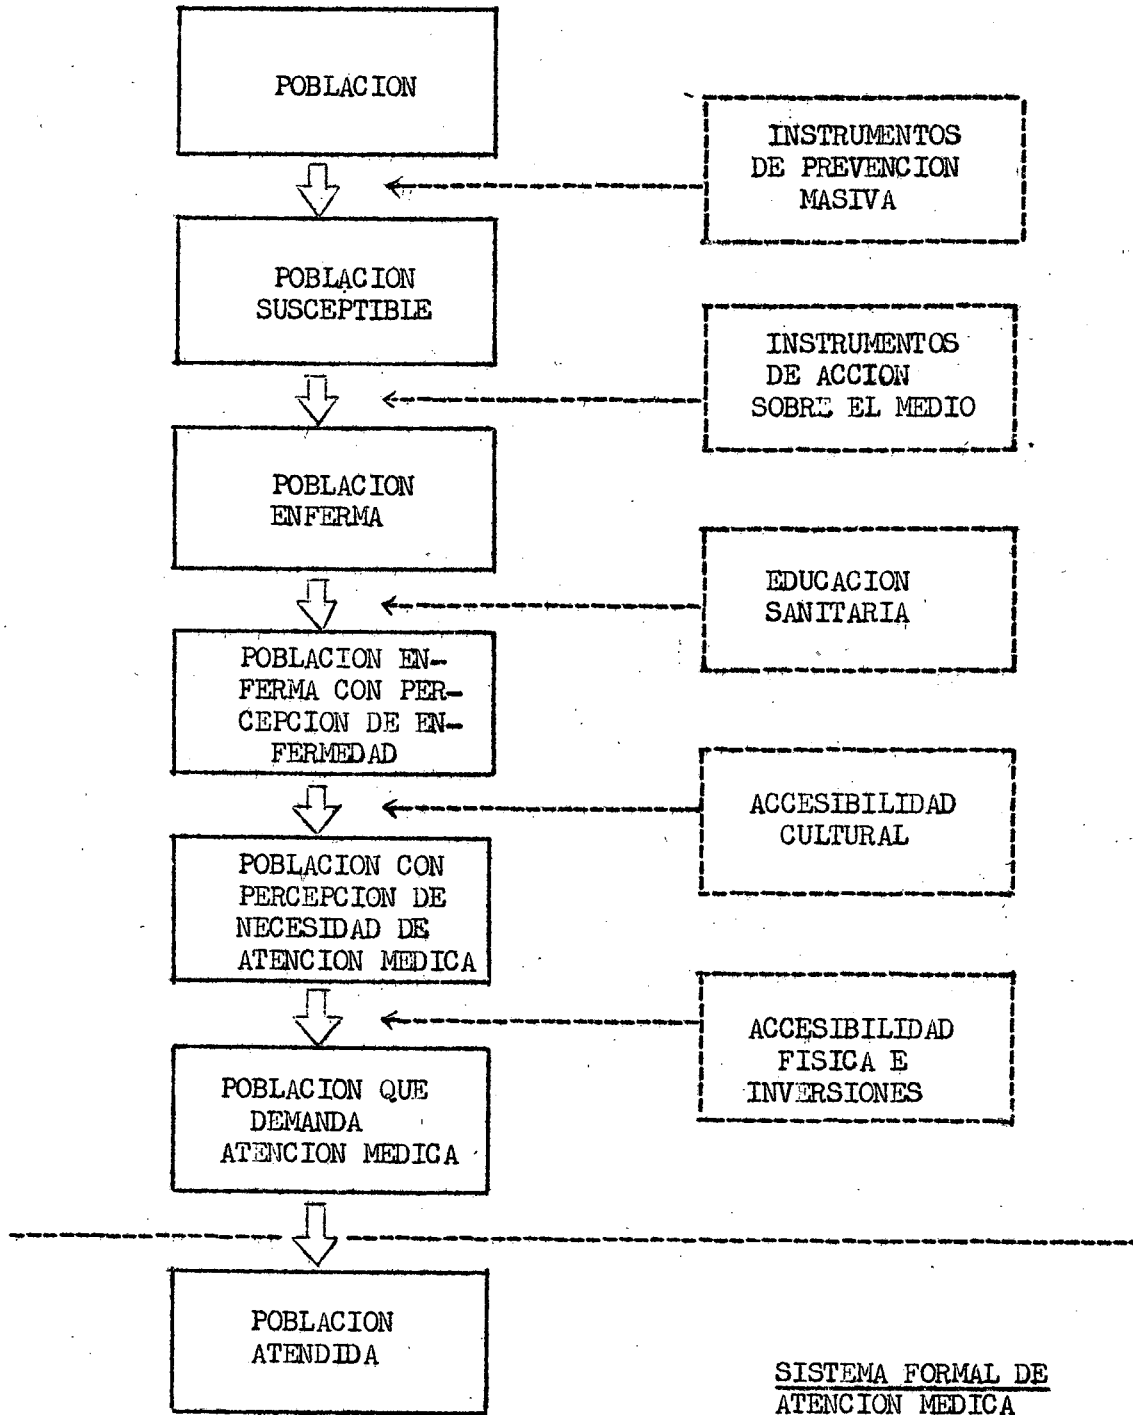 POBLACION
INSTRUMENTOS
DE PREVENCION
MASIVA
POBLACION
SUSCEPTIBLE
INSTRUMENTOS
DE ACCION
SOBRE EL MEDIO
POBLACION
ENFERMA
EDUCACION
SANITARIA
POBLACION EN-
FERMA CON PER-
CEPCION DE EN-
FERMEDAD
ACCESIBILIDAD
CULTURAL
POBLACION CON
PERCEPCION DE
NECESIDAD DE
ATENCION MEDICA
ACCESIBILIDAD
FISICA E
INVERSIONES
POBLACION QUE
DEMANDA
ATENCION MEDICA
POBLACION
ATENDIDA
SISTEMA FORMAL DE
ATENCION MEDICA